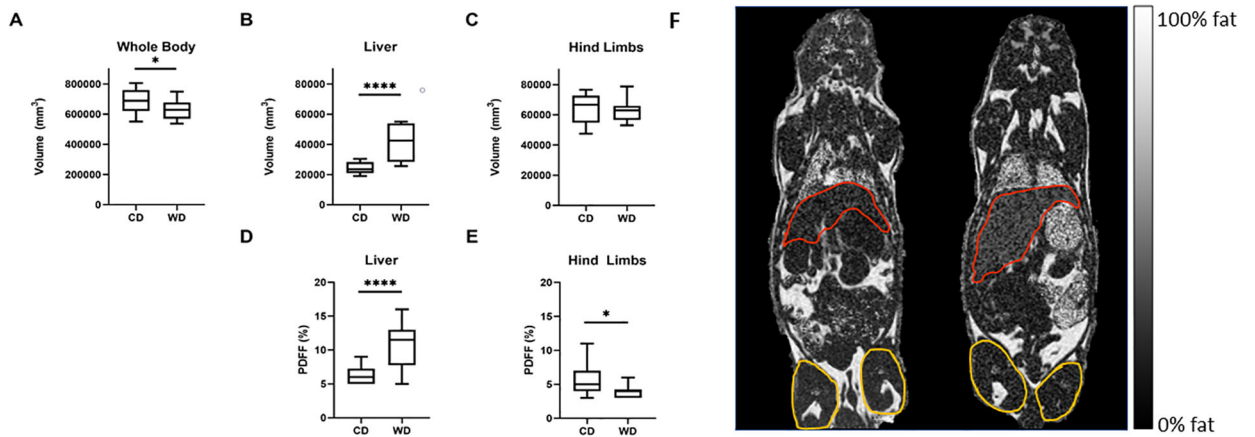 A
Whole Body
*
Volume (mm³)
800000
600000
400000
200000
0
CD WD
B
Liver
****
Volume (mm³)
80000
60000
40000
20000
0
CD WD
C
Hind Limbs
Volume (mm³)
100000
80000
60000
40000
20000
0
CD WD
D
Liver
****
PDFF (%)
20
15
10
5
0
CD WD
E
Hind Limbs
*
PDFF (%)
20
15
10
5
0
CD WD
F
100% fat
0% fat